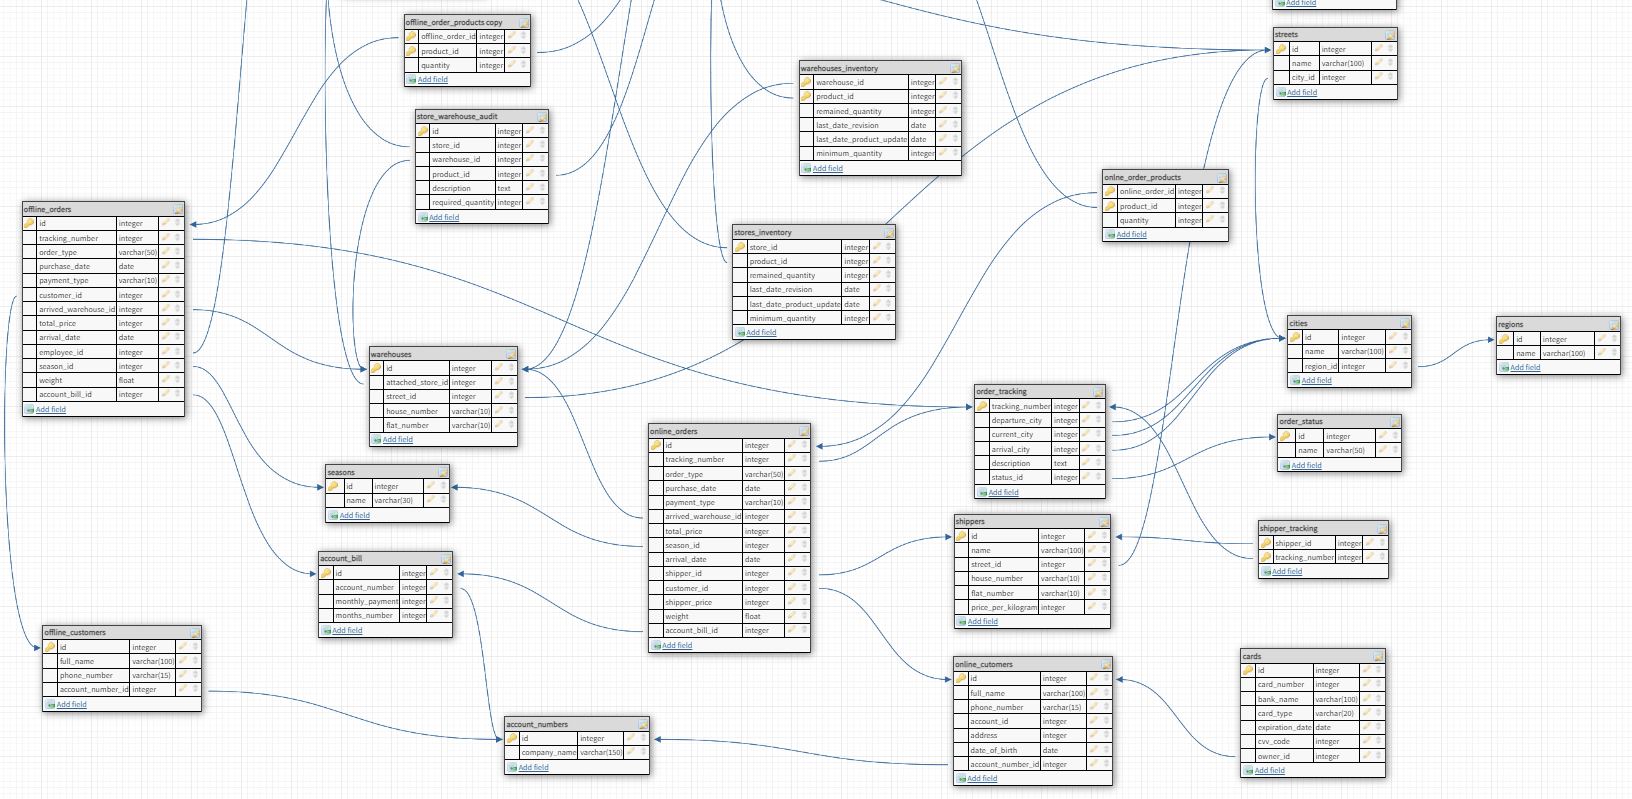 Add field
offline_order_products copy
offline_order_id integer
product_id integer
quantity integer
Add field
streets
id integer
name varchar(100)
city_id integer
Add field
warehouses_inventory
warehouse_id integer
product_id integer
remained_quantity integer
last_date_revision date
last_date_product_update date
minimum_quantity integer
Add field
store_warehouse_audit
id integer
store_id integer
warehouse_id integer
product_id integer
description text
required_quantity integer
Add field
onlne_order_products
online_order_id integer
product_id integer
quantity integer
Add field
offline_orders
id integer
tracking_number integer
order_type varchar(50)
purchase_date date
payment_type varchar(10)
customer_id integer
arrived_warehouse_id integer
total_price integer
arrival_date date
employee_id integer
season_id integer
weight float
account_bill_id integer
Add field
stores_inventory
store_id integer
product_id integer
remained_quantity integer
last_date_revision date
last_date_product_update date
minimum_quantity integer
Add field
cities
id integer
name varchar(100)
region_id integer
Add field
regions
id integer
name varchar(100)
Add field
warehouses
id integer
attached_store_id integer
street_id integer
house_number varchar(10)
flat_number varchar(10)
Add field
order_tracking
tracking_number integer
departure_city integer
current_city integer
arrival_city integer
description text
status_id integer
Add field
order_status
id integer
name varchar(50)
Add field
online_orders
id integer
tracking_number integer
order_type varchar(50)
purchase_date date
payment_type varchar(10)
arrived_warehouse_id integer
total_price integer
season_id integer
arrival_date date
shipper_id integer
customer_id integer
shipper_price integer
weight float
account_bill_id integer
Add field
seasons
id integer
name varchar(30)
Add field
shippers
id integer
name varchar(100)
street_id integer
house_number varchar(10)
flat_number varchar(10)
price_per_kilogram integer
Add field
shipper_tracking
shipper_id integer
tracking_number integer
Add field
account_bill
id integer
account_number integer
monthly_payment integer
months_number integer
Add field
offline_customers
id integer
full_name varchar(100)
phone_number varchar(15)
account_number_id integer
Add field
online_cutomers
id integer
full_name varchar(100)
phone_number varchar(15)
account_id integer
address integer
date_of_birth date
account_number_id integer
Add field
cards
id integer
card_number integer
bank_name varchar(100)
card_type varchar(20)
expiration_date date
cvv_code integer
owner_id integer
Add field
account_numbers
id integer
company_name varchar(150)
Add field